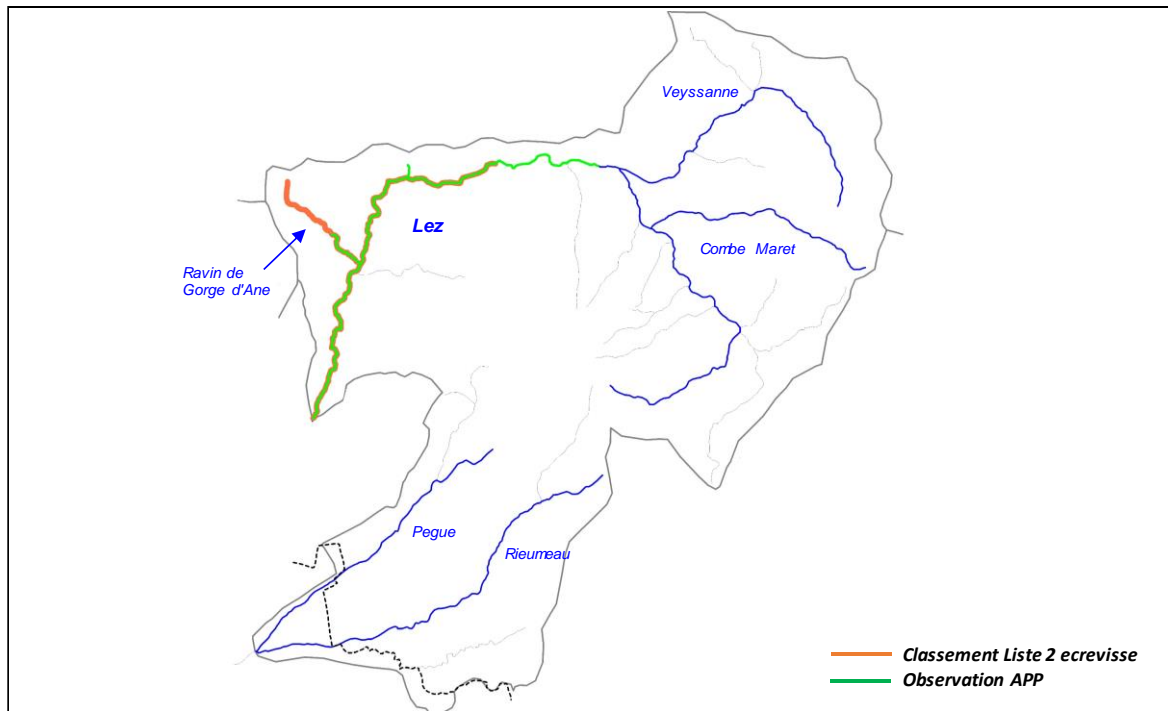 Veyssanne
Lez
Combe Maret
Ravin de
Gorge d'Ane
Pegue
Rieumeau
Classement Liste 2 ecrevisse
Observation APP